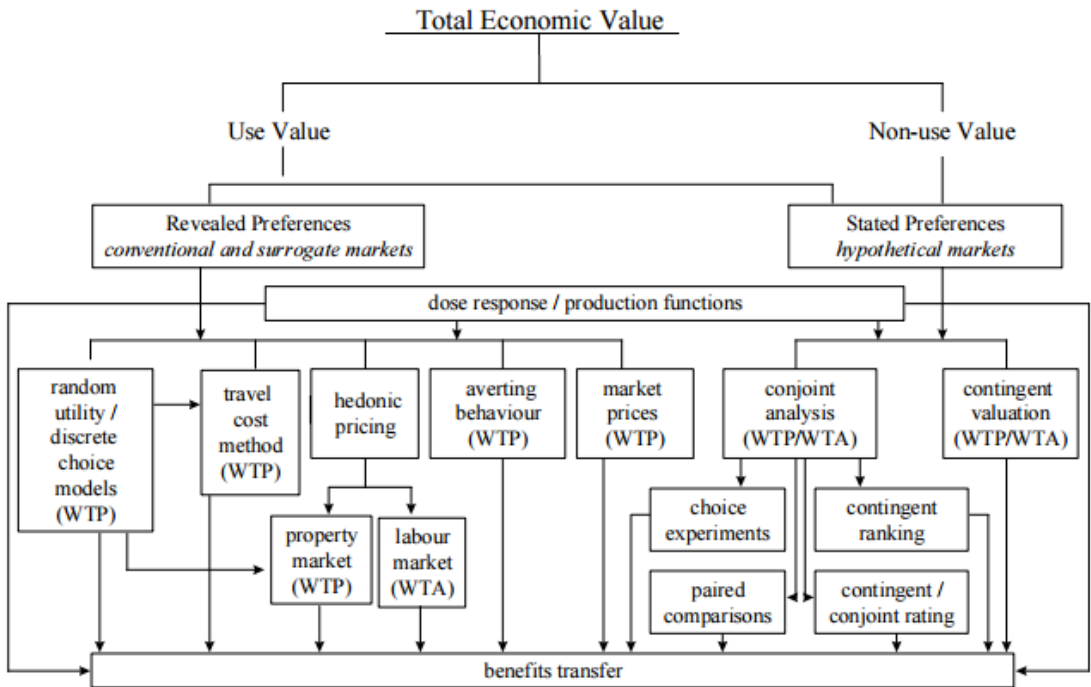 Total Economic Value
Use Value
Non-use Value
Revealed Preferences
conventional and surrogate markets
Stated Preferences
hypothetical markets
dose response / production functions
random
utility /
discrete
choice
models
(WTP)
travel
cost
method
(WTP)
hedonic
pricing
averting
behaviour
(WTP)
market
prices
(WTP)
conjoint
analysis
(WTP/WTA)
contingent
valuation
(WTP/WTA)
property
market
(WTP)
labour
market
(WTA)
choice
experiments
contingent
ranking
paired
comparisons
contingent /
conjoint rating
benefits transfer